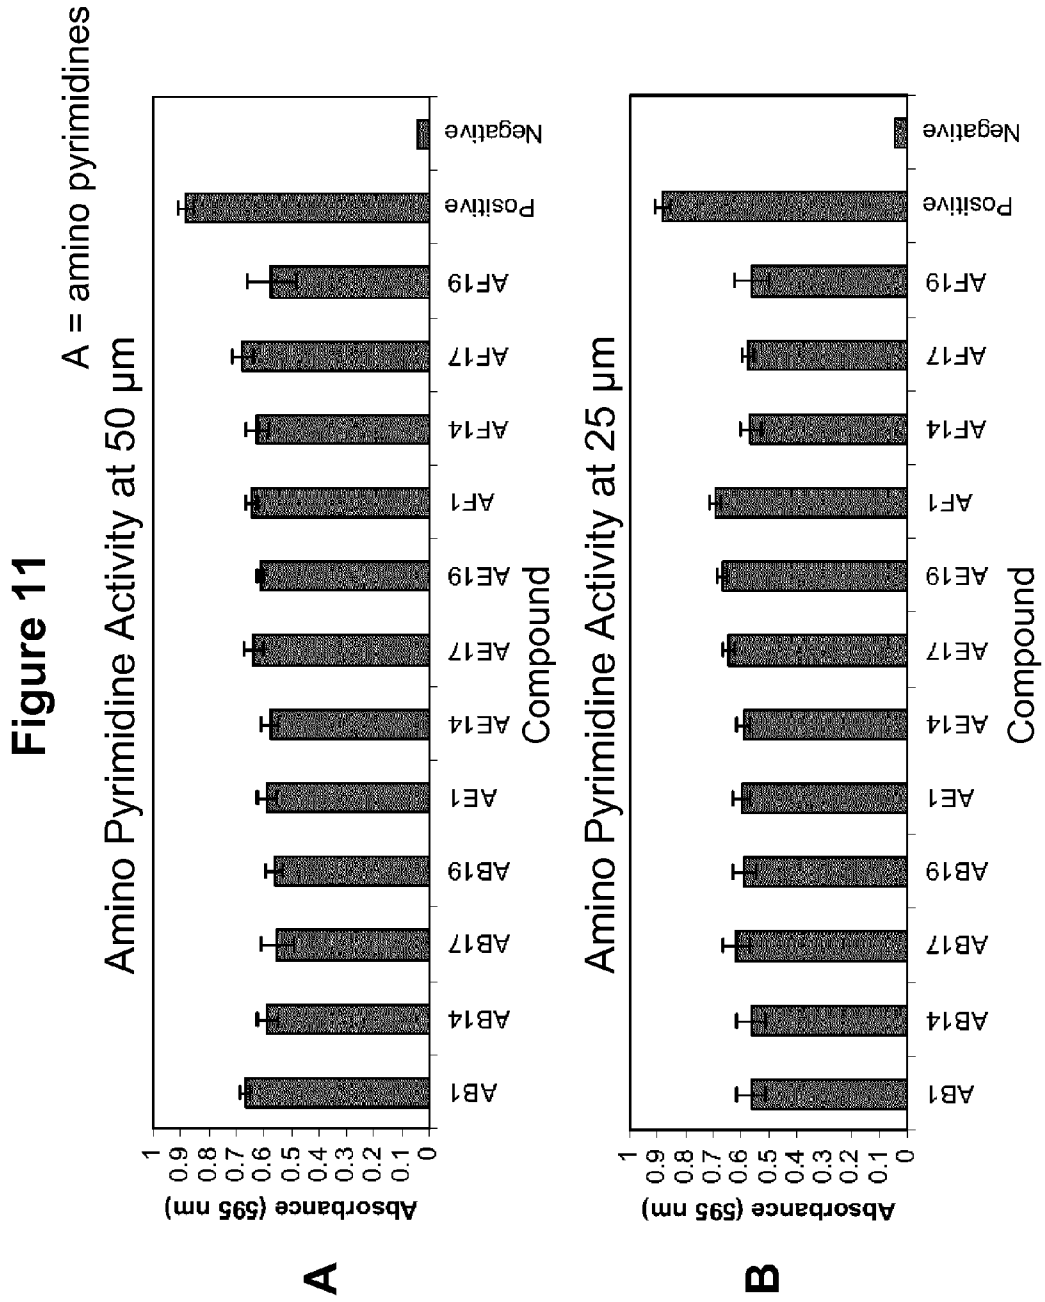 Figure 11
A = amino pyrimidines
Amino Pyrimidine Activity at 50 µm
A
Absorbance (595 nm)
1
0.9
0.8
0.7
0.6
0.5
0.4
0.3
0.2
0.1
0
AB1
AB14
AB17
AB19
AE1
AE14
AE17
AE19
AF1
AF14
AF17
AF19
Positive
Negative
Compound
Amino Pyrimidine Activity at 25 µm
B
Absorbance (595 nm)
1
0.9
0.8
0.7
0.6
0.5
0.4
0.3
0.2
0.1
0
AB1
AB14
AB17
AB19
AE1
AE14
AE17
AE19
AF1
AF14
AF17
AF19
Positive
Negative
Compound